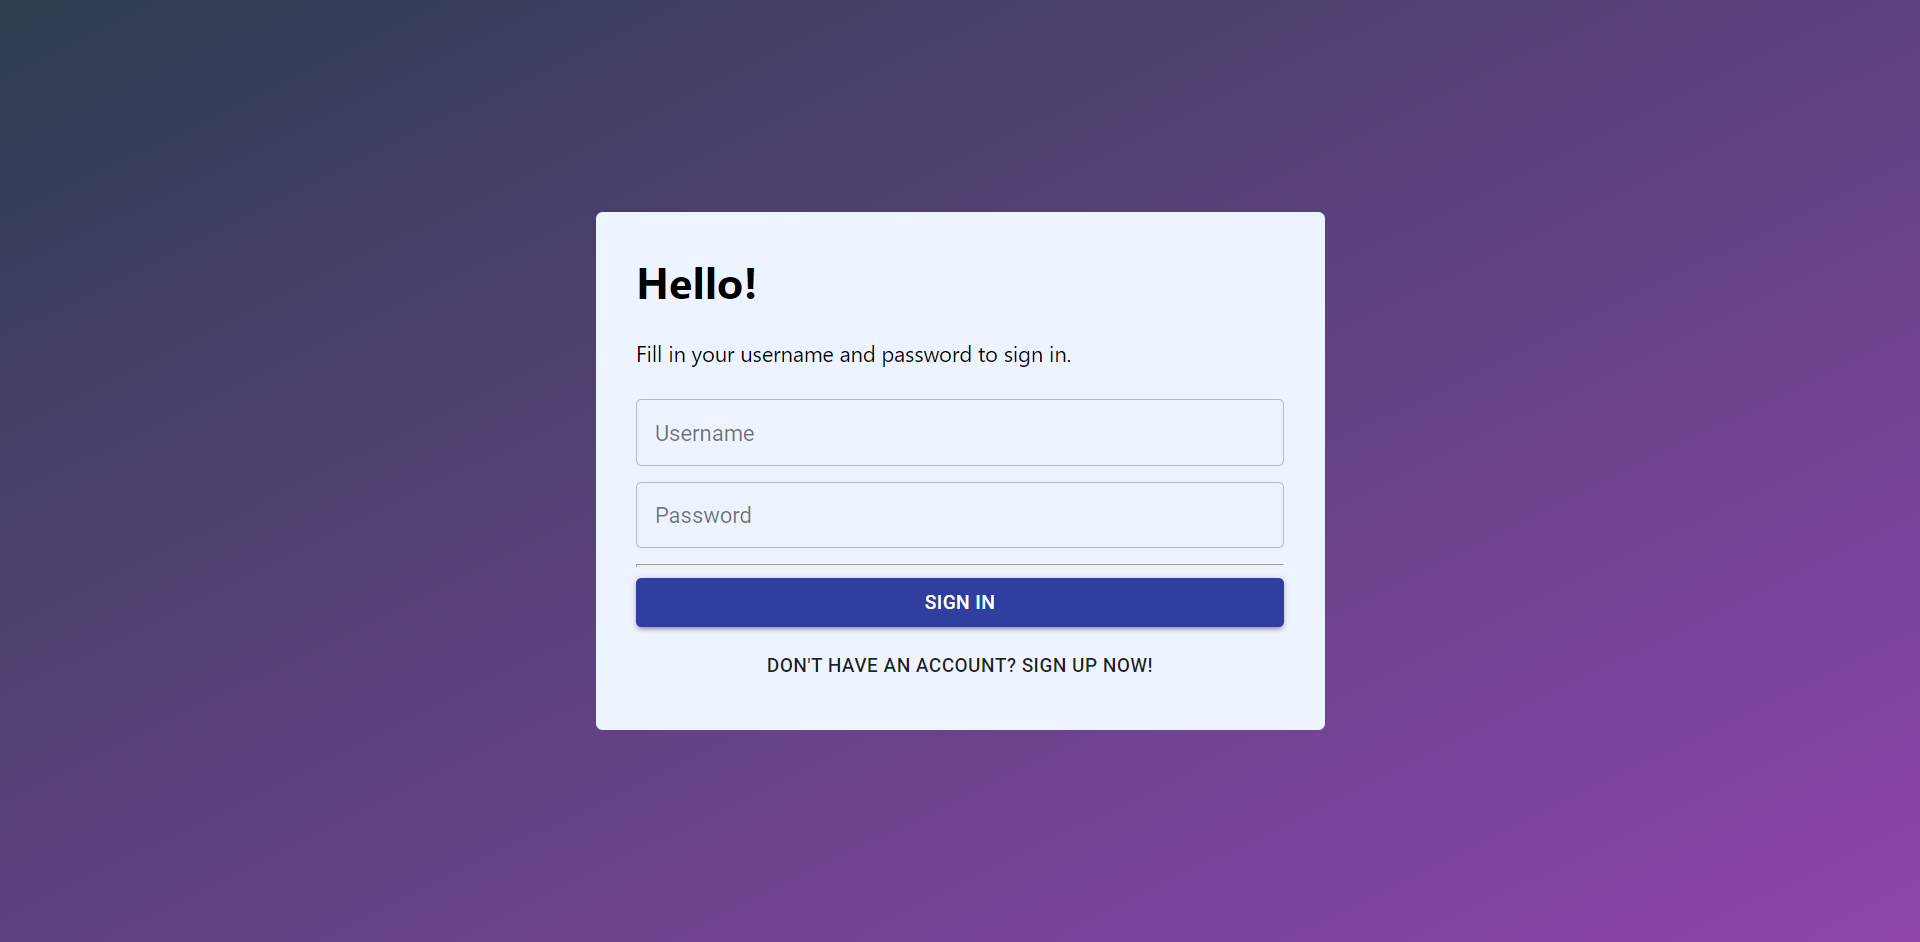 Hello!
Fill in your username and password to sign in.
Username
Password
SIGN IN
DON'T HAVE AN ACCOUNT? SIGN UP NOW!